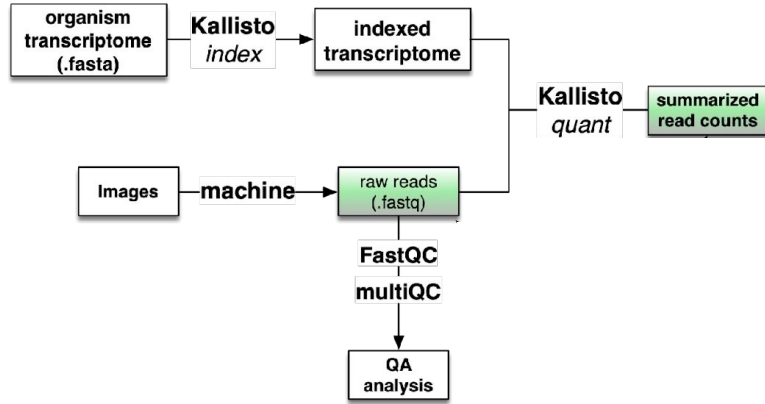 organism
transcriptome
(.fasta)
Kallisto
index
indexed
transcriptome
Kallisto
quant
summarized
read counts
Images
machine
raw reads
(.fastq)
FastQC
multiQC
QA
analysis